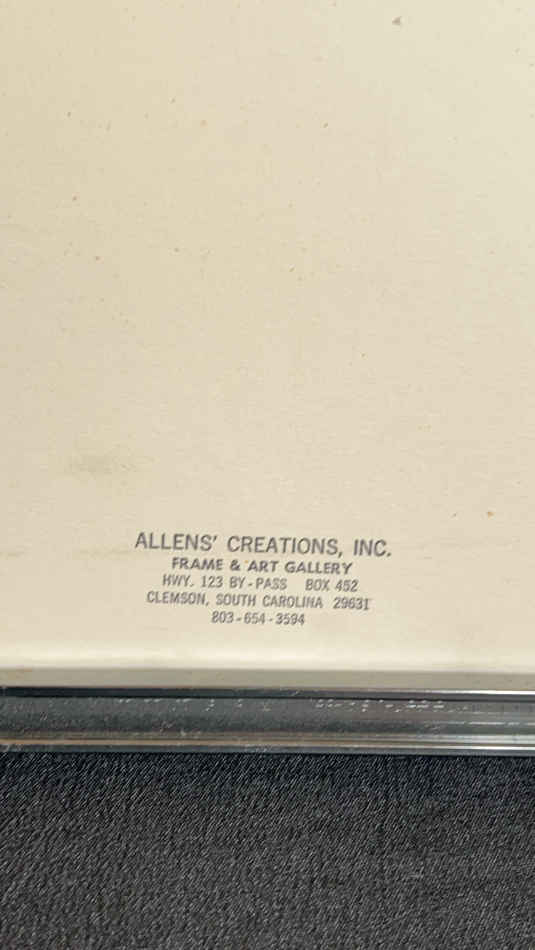 ALLENS' CREATIONS, INC.
FRAME & ART GALLERY
HWY. 123 BY-PASS BOX 452
CLEMSON, SOUTH CAROLINA 29631
803-654-3594